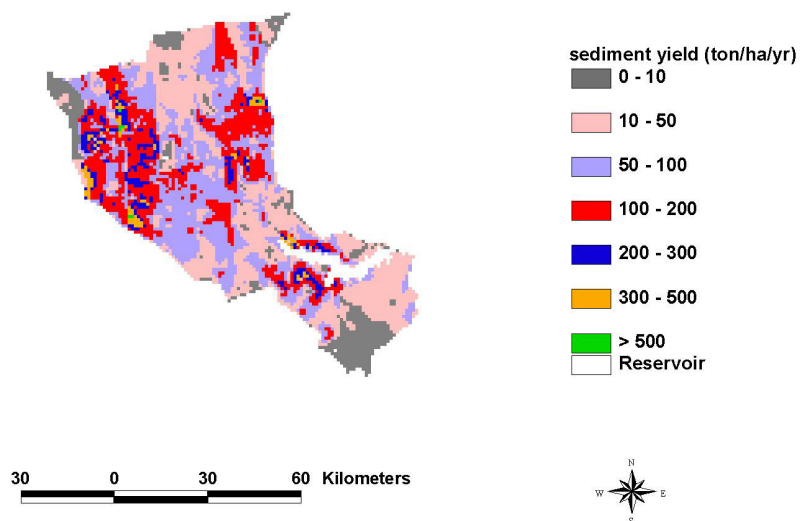 sediment yield (ton/ha/yr)
0 - 10
10 - 50
50 - 100
100 - 200
200 - 300
300 - 500
> 500
Reservoir
30 0 30 60 Kilometers
N
W E
S